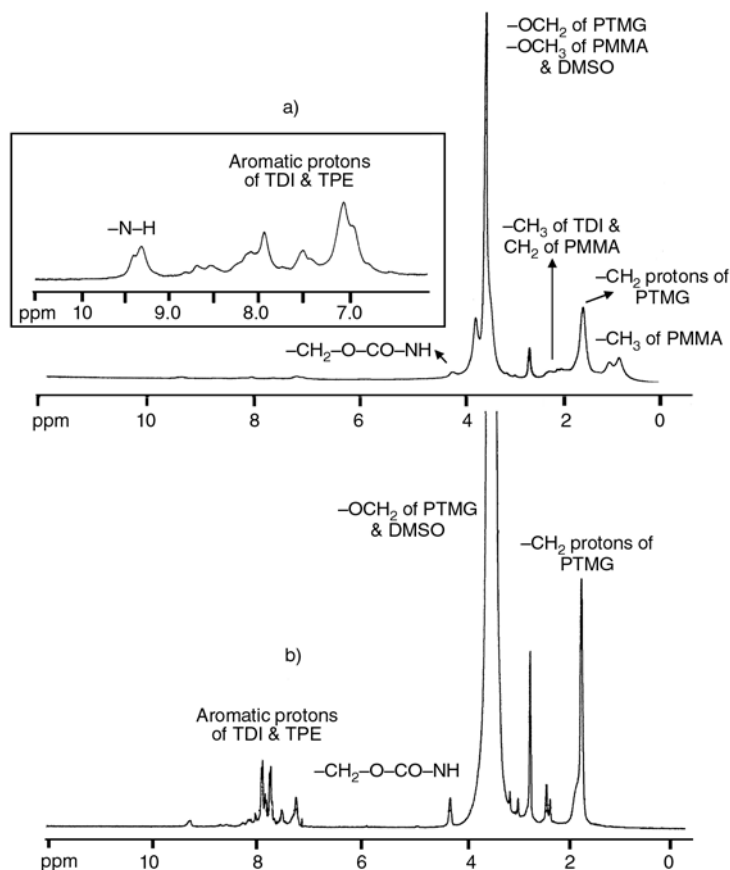 –OCH₂ of PTMG
–OCH₃ of PMMA
& DMSO
a)
Aromatic protons
of TDI & TPE
–N–H
ppm 10 9.0 8.0 7.0
–CH₃ of TDI &
CH₂ of PMMA
–CH₂ protons of
PTMG
–CH₂–O–CO–NH
–CH₃ of PMMA
ppm 10 8 6 4 2 0
–OCH₂ of PTMG
& DMSO
–CH₂ protons of
PTMG
b)
Aromatic protons
of TDI & TPE
–CH₂–O–CO–NH
ppm 10 8 6 4 2 0